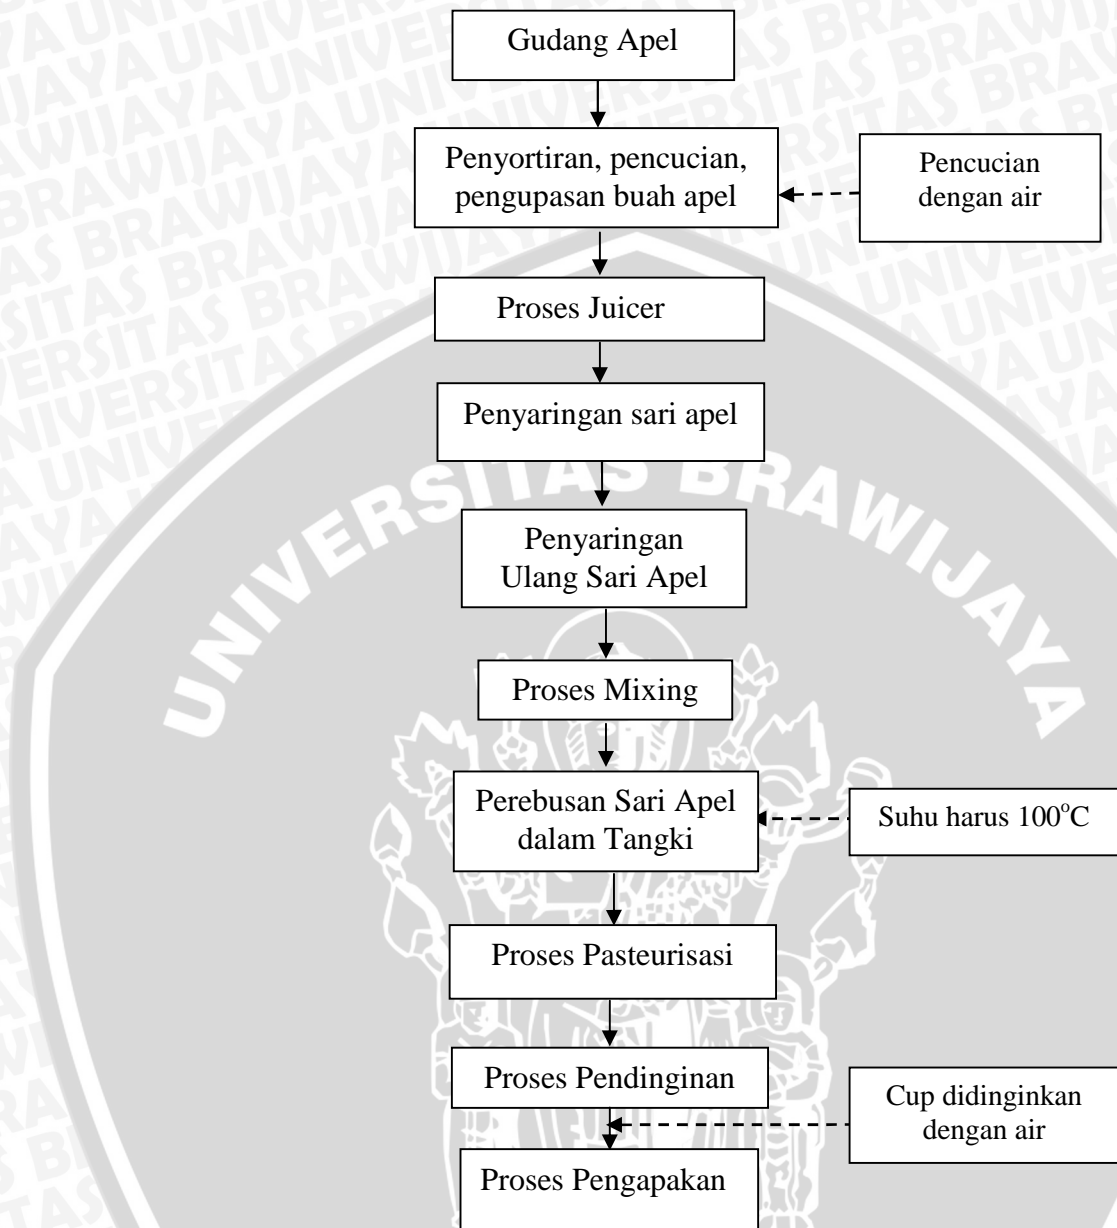 Gudang Apel
Penyortiran, pencucian,
pengupasan buah apel
Pencucian
dengan air
Proses Juicer
Penyaringan sari apel
UNIVERSITAS BRAWIJAYA
Penyaringan
Ulang Sari Apel
Proses Mixing
Perebusan Sari Apel
dalam Tangki
Suhu harus 100°C
Proses Pasteurisasi
Proses Pendinginan
Cup didinginkan
dengan air
Proses Pengapakan